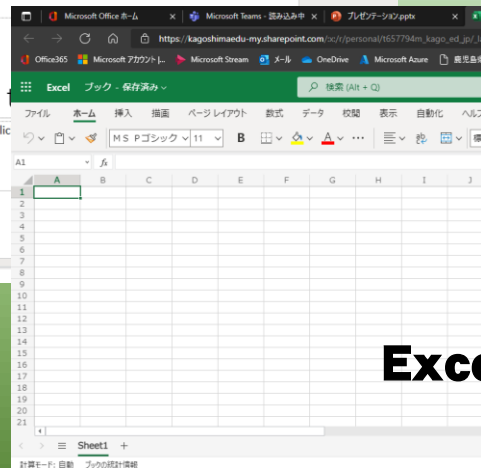 Microsoft Office ホーム × Microsoft Teams - 読み込み中 × プレゼンテーション.pptx ×
https://kagoshimaedu-my.sharepoint.com/:x:/r/personal/t657794m_kago_ed_jp/_l
Office365 Microsoft アカウント |... Microsoft Stream メール OneDrive Microsoft Azure 鹿児島県
Excel ブック - 保存済み 検索 (Alt + Q)
ファイル ホーム 挿入 描画 ページ レイアウト 数式 データ 校閲 表示 自動化 ヘルプ
lic
ＭＳ Ｐゴシック 11 B A ... 標
A1 fx
A B C D E F G H I J
1
2
3
4
5
6
7
8
9
10
11
12
13
14
15
16
Exce
17
18
19
20
21
Sheet1 +
計算モード: 自動 ブックの統計情報